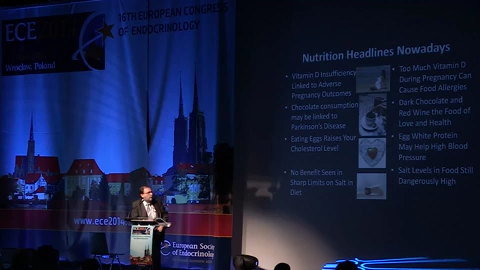 ECE2014
16TH EUROPEAN CONGRESS
OF ENDOCRINOLOGY
Wrocław, Poland
www.ece2014.
European Socie
of Endocrinology
Nutrition Headlines Nowadays
• Vitamin D Insufficiency
Linked to Adverse
Pregnancy Outcomes
• Chocolate consumption
may be linked to
Parkinson's Disease
• Eating Eggs Raises Your
Cholesterol Level
• No Benefit Seen in
Sharp Limits on Salt in
Diet
• Too Much Vitamin D
During Pregnancy Can
Cause Food Allergies
• Dark Chocolate and
Red Wine the Food of
Love and Health
• Egg White Protein
May Help High Blood
Pressure
• Salt Levels in Food Still
Dangerously High